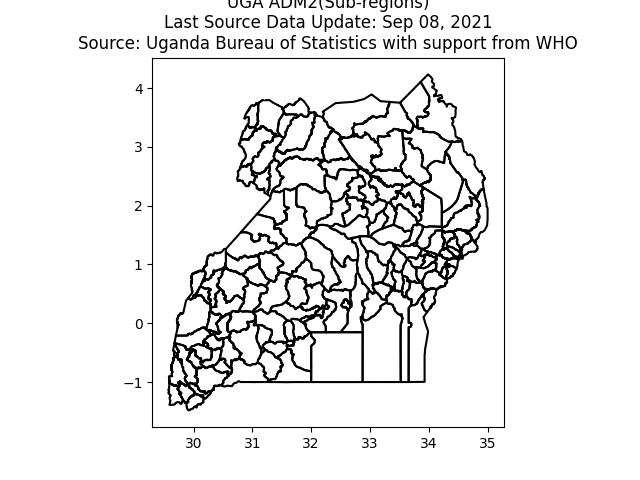 UGA ADM2(Sub-regions)
Last Source Data Update: Sep 08, 2021
Source: Uganda Bureau of Statistics with support from WHO
4
3
2
1
0
−1
30 31 32 33 34 35